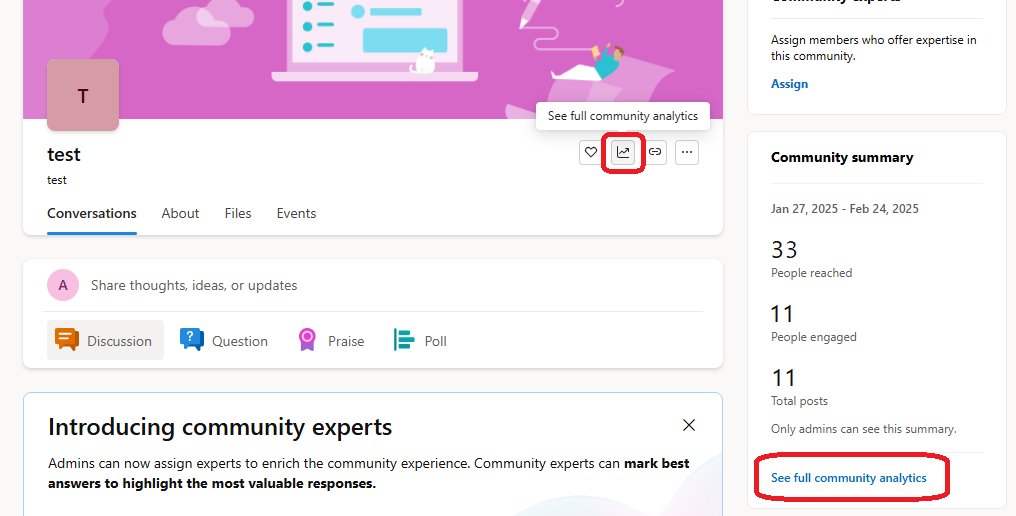 Community experts
Assign members who offer expertise in
this community.
Assign
T
See full community analytics
test
test
Conversations
About
Files
Events
Community summary
Jan 27, 2025 - Feb 24, 2025
33
People reached
11
People engaged
11
Total posts
Only admins can see this summary.
See full community analytics
A
Share thoughts, ideas, or updates
Discussion
? Question
Praise
Poll
Introducing community experts
Admins can now assign experts to enrich the community experience. Community experts can mark best
answers to highlight the most valuable responses.